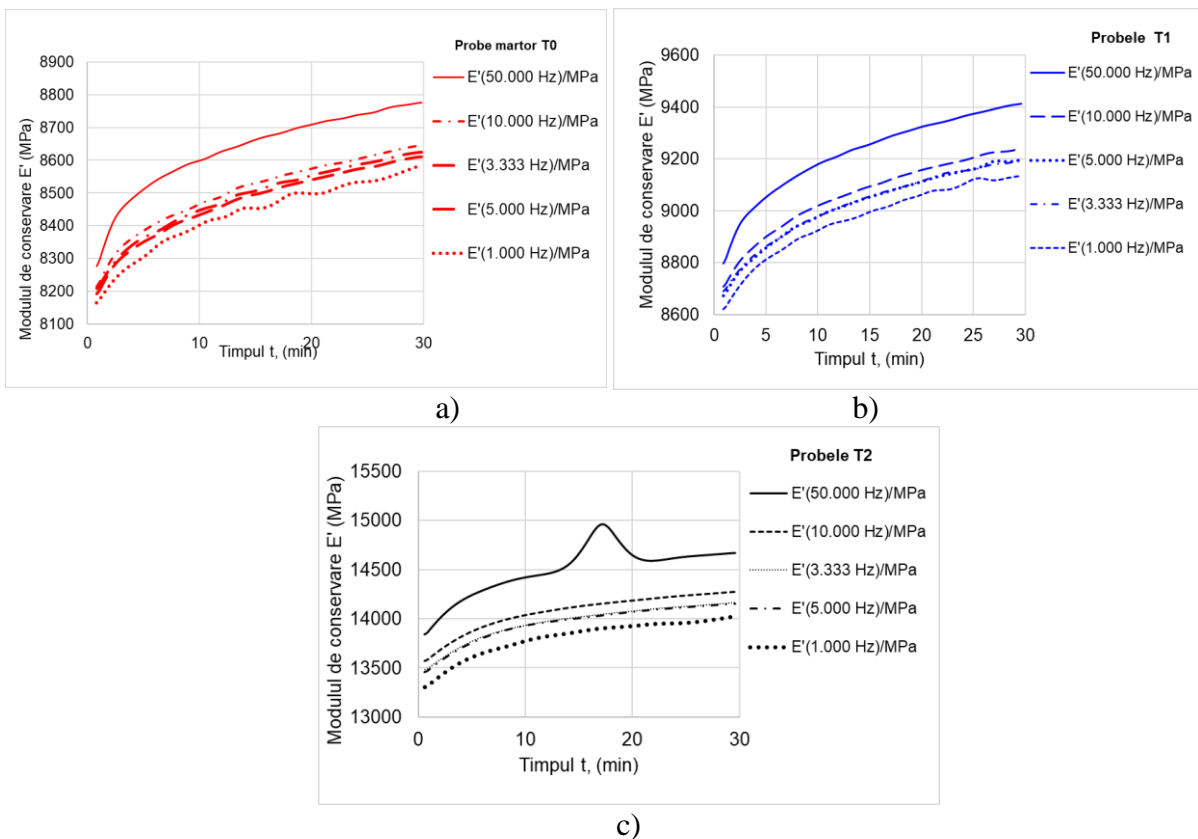 Probe martor T0
Modulul de conservare E' (MPa)
8900
8800
8700
8600
8500
8400
8300
8200
8100
0
10
20
30
Timpul t, (min)
E'(50.000 Hz)/MPa
E'(10.000 Hz)/MPa
E'(3.333 Hz)/MPa
E'(5.000 Hz)/MPa
E'(1.000 Hz)/MPa
a)
Probele T1
Modulul de conservare E' (MPa)
9600
9400
9200
9000
8800
8600
0
5
10
15
20
25
30
Timpul t, (min)
E'(50.000 Hz)/MPa
E'(10.000 Hz)/MPa
E'(5.000 Hz)/MPa
E'(3.333 Hz)/MPa
E'(1.000 Hz)/MPa
b)
Probele T2
Modulul de conservare E' (MPa)
15500
15000
14500
14000
13500
13000
0
10
20
30
Timpul t, (min)
E'(50.000 Hz)/MPa
E'(10.000 Hz)/MPa
E'(3.333 Hz)/MPa
E'(5.000 Hz)/MPa
E'(1.000 Hz)/MPa
c)